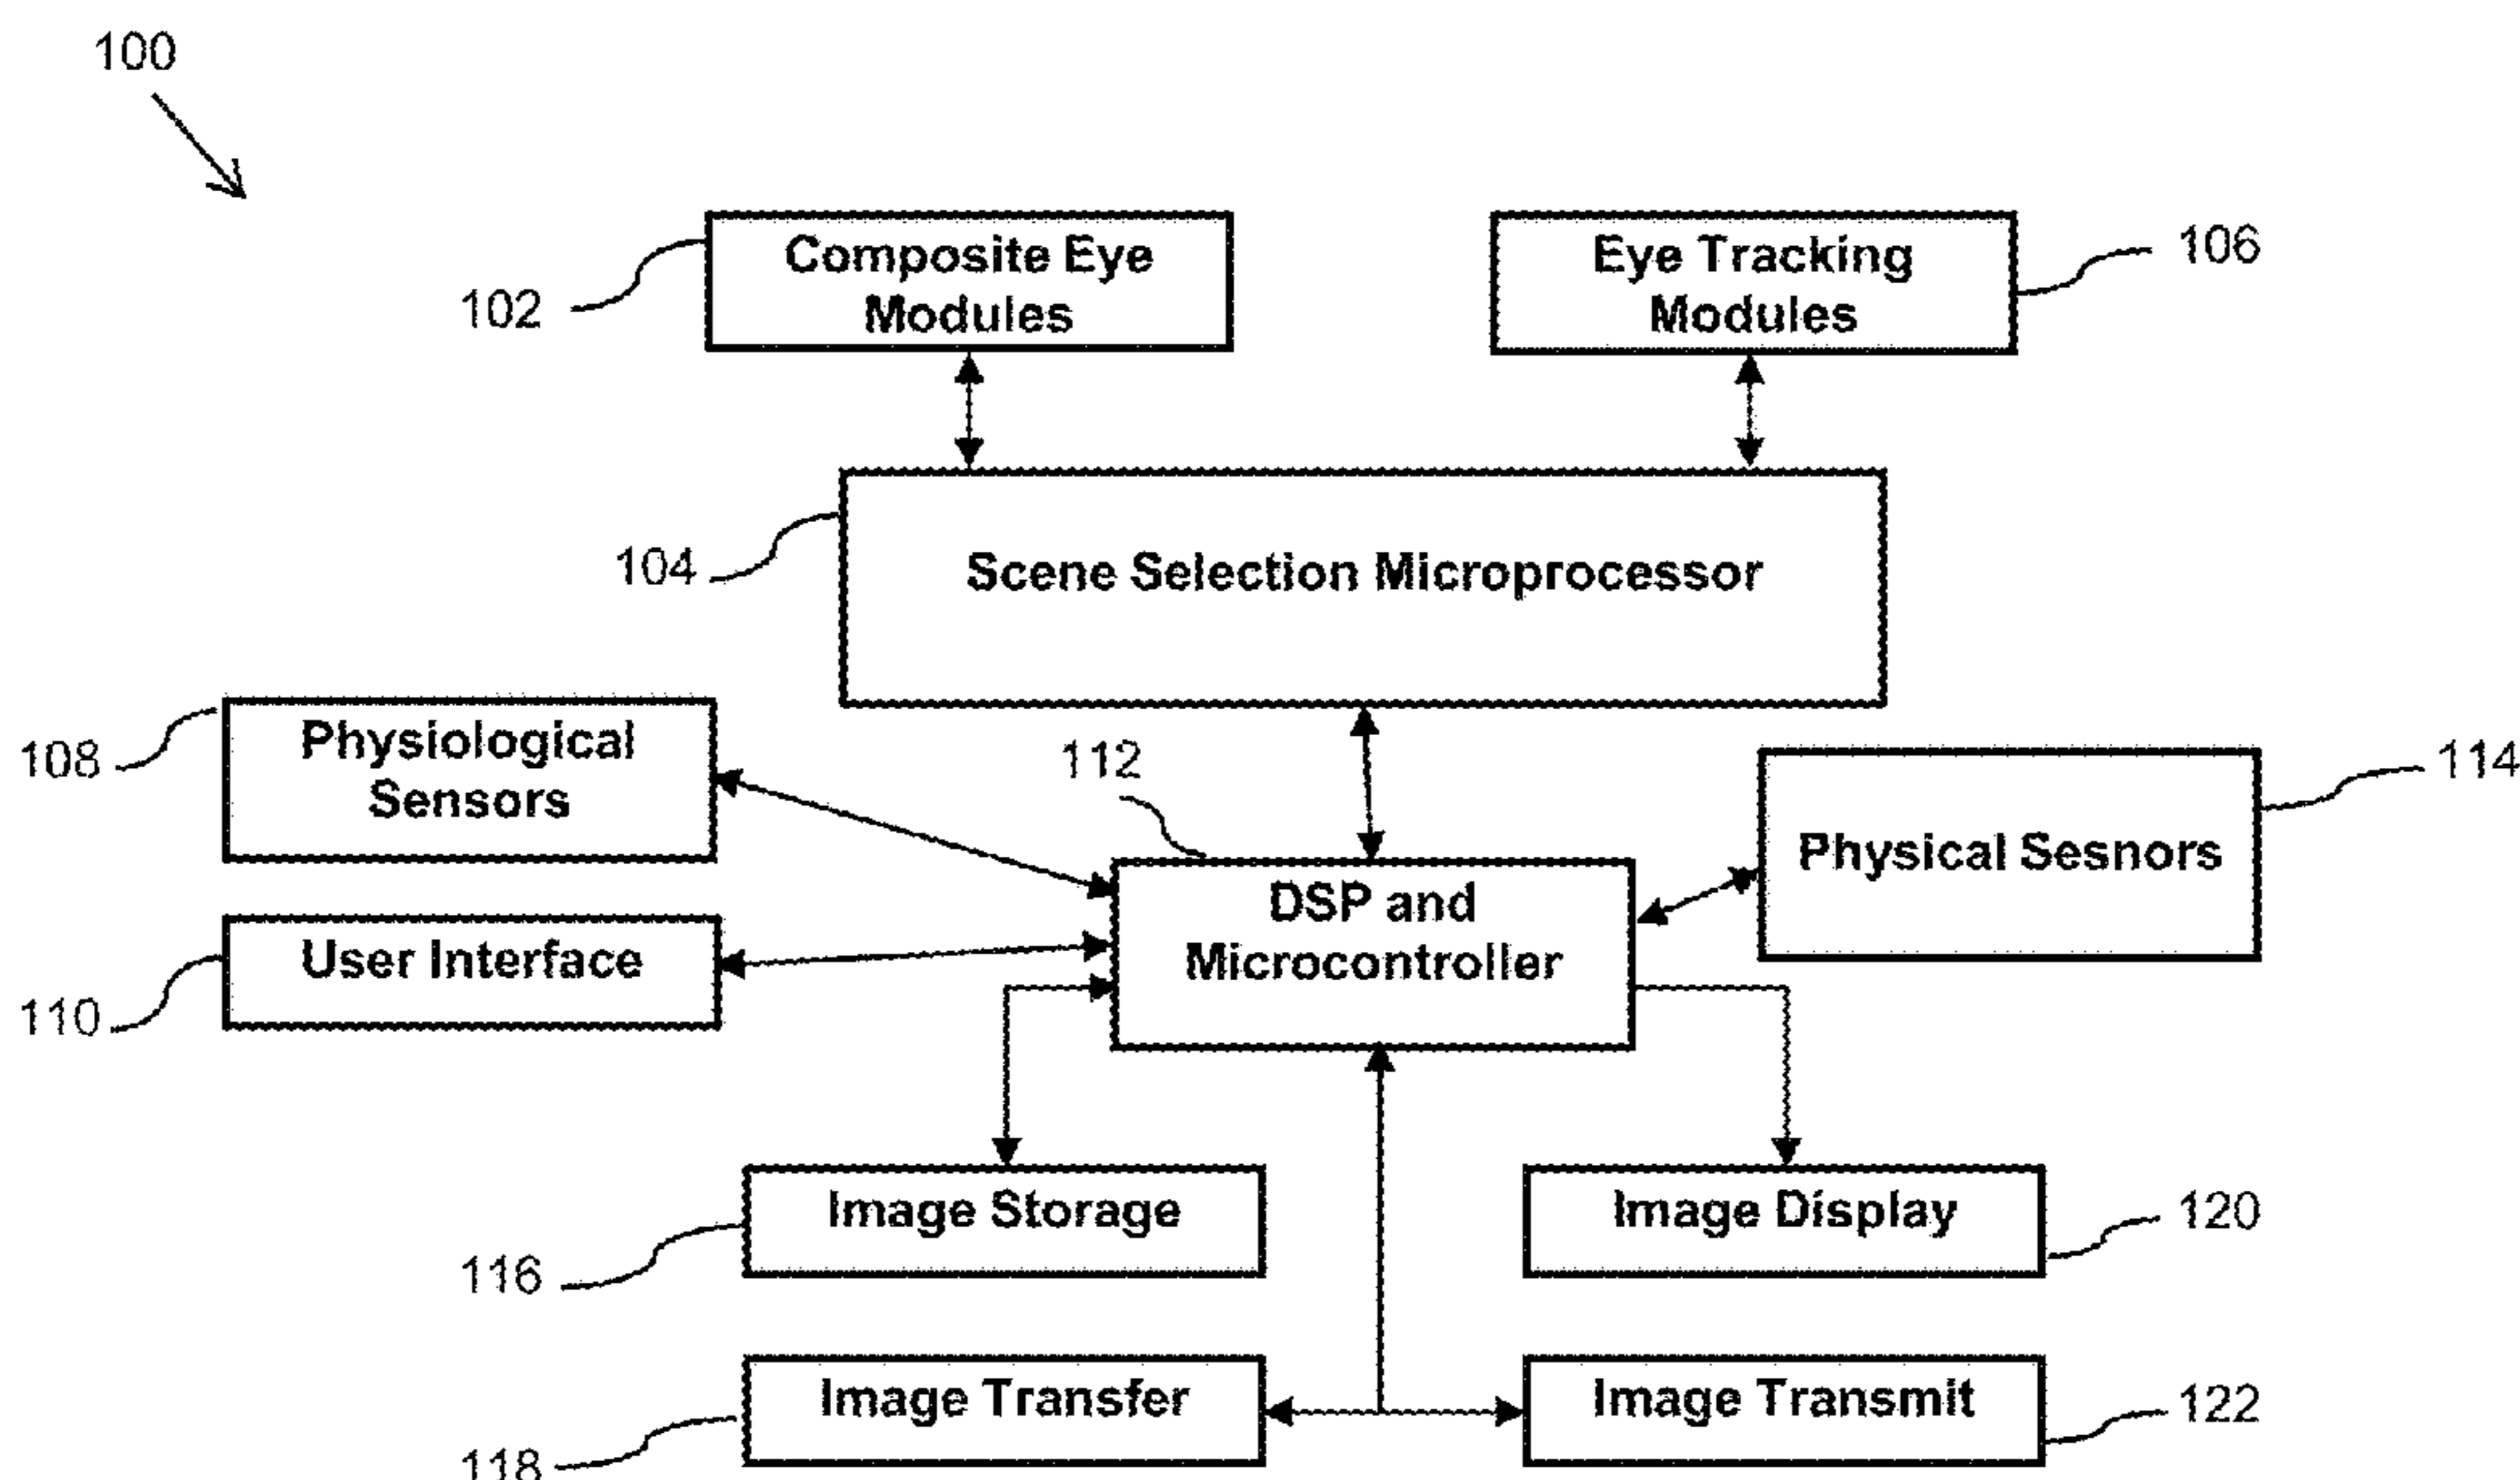 100
Composite Eye
Modules
102
Eye Tracking
Modules
106
Scene Selection Microprocessor
104
Physiological
Sensors
108
112
Physical Sesnors
114
DSP and
Microcontroller
User Interface
110
Image Storage
116
Image Display
120
Image Transfer
118
Image Transmit
122